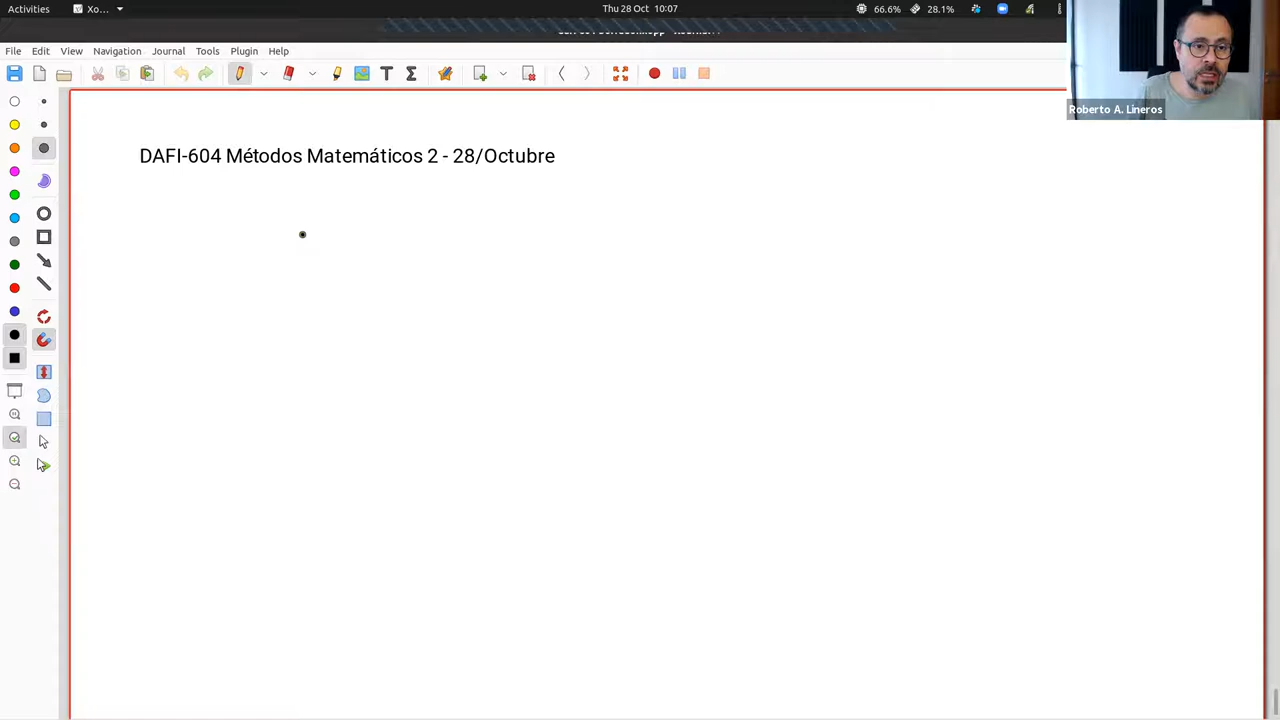 Activities
Xo...
Thu 28 Oct 10:07
66.6%
28.1%
File Edit View Navigation Journal Tools Plugin Help
Roberto A. Lineros
DAFI-604 Métodos Matemáticos 2 - 28/Octubre